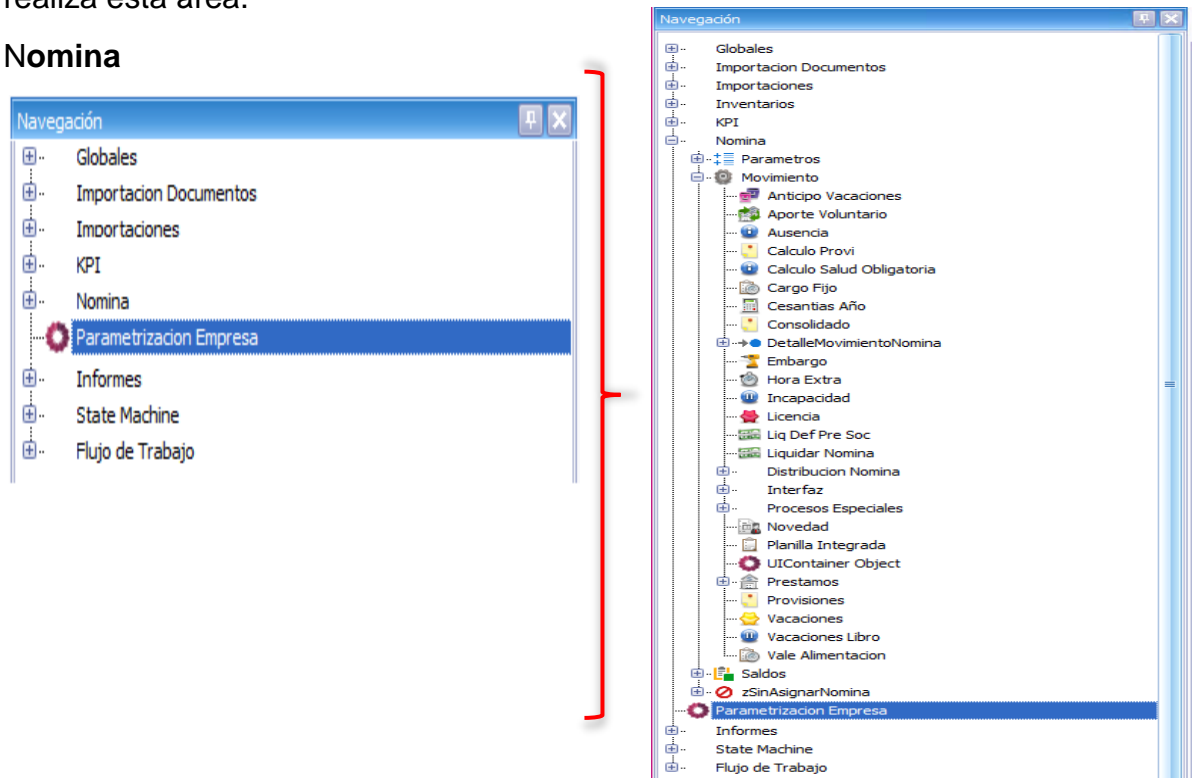 realiza esta área.
Nomina
Navegación
Globales
Importacion Documentos
Importaciones
KPI
Nomina
Parametrizacion Empresa
Informes
State Machine
Flujo de Trabajo
Navegación
Globales
Importacion Documentos
Importaciones
Inventarios
KPI
Nomina
Parametros
Movimiento
Anticipo Vacaciones
Aporte Voluntario
Ausencia
Calculo Provi
Calculo Salud Obligatoria
Cargo Fijo
Cesantias Año
Consolidado
DetalleMovimientoNomina
Embargo
Hora Extra
Incapacidad
Licencia
Liq Def Pre Soc
Liquidar Nomina
Distribucion Nomina
Interfaz
Procesos Especiales
Novedad
Planilla Integrada
UIContainer Object
Prestamos
Provisiones
Vacaciones
Vacaciones Libro
Vale Alimentacion
Saldos
zSinAsignarNomina
Parametrizacion Empresa
Informes
State Machine
Flujo de Trabajo